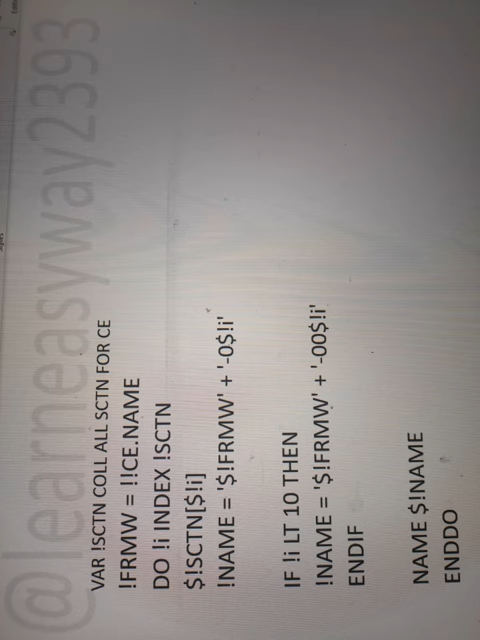 @learneasyway2393
VAR !SCTN COLL ALL SCTN FOR CE
!FRMW = !!CE.NAME
DO !i INDEX !SCTN
$!SCTN[$!i]
!NAME = '$!FRMW' + '-0$!i'
IF !i LT 10 THEN
!NAME = '$!FRMW' + '-00$!i'
ENDIF
NAME $!NAME
ENDDO